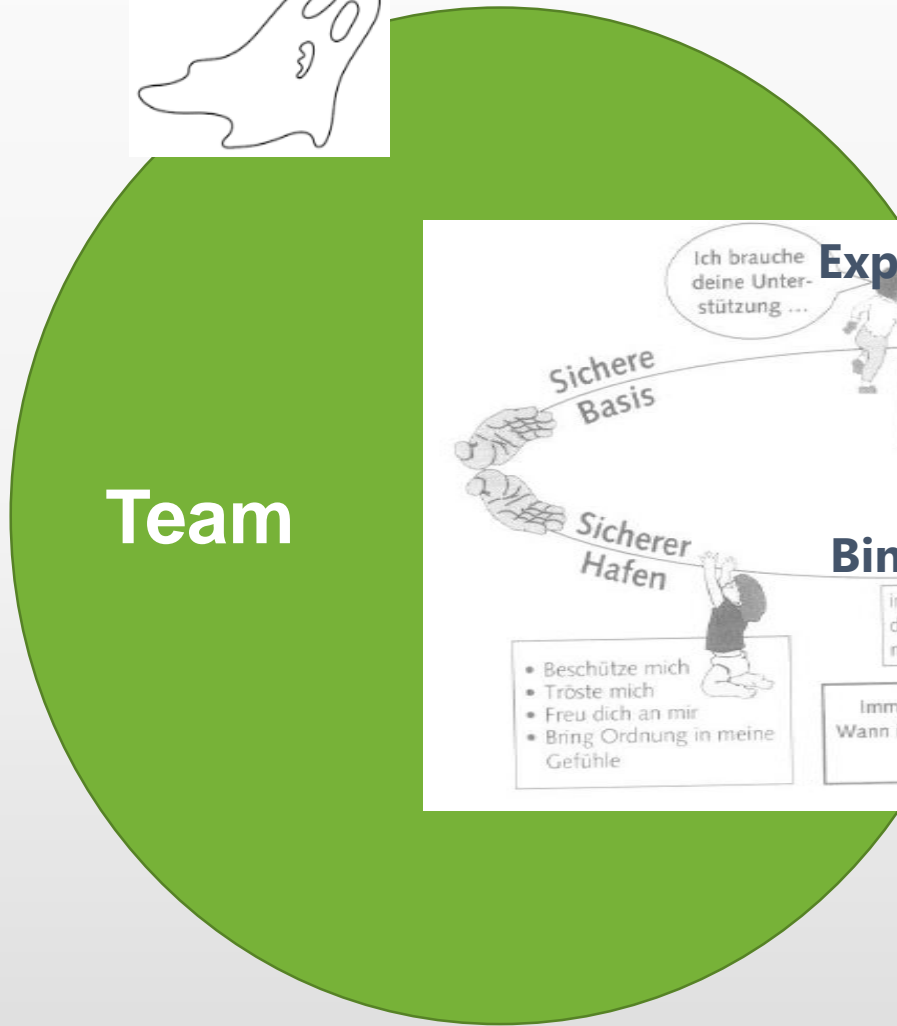 Ich brauche
deine Unter-
stützung ...
Exp
Sichere
Basis
Team
Sicherer
Hafen
Bin
• Beschütze mich
• Tröste mich
• Freu dich an mir
• Bring Ordnung in meine
Gefühle
Imm
Wann